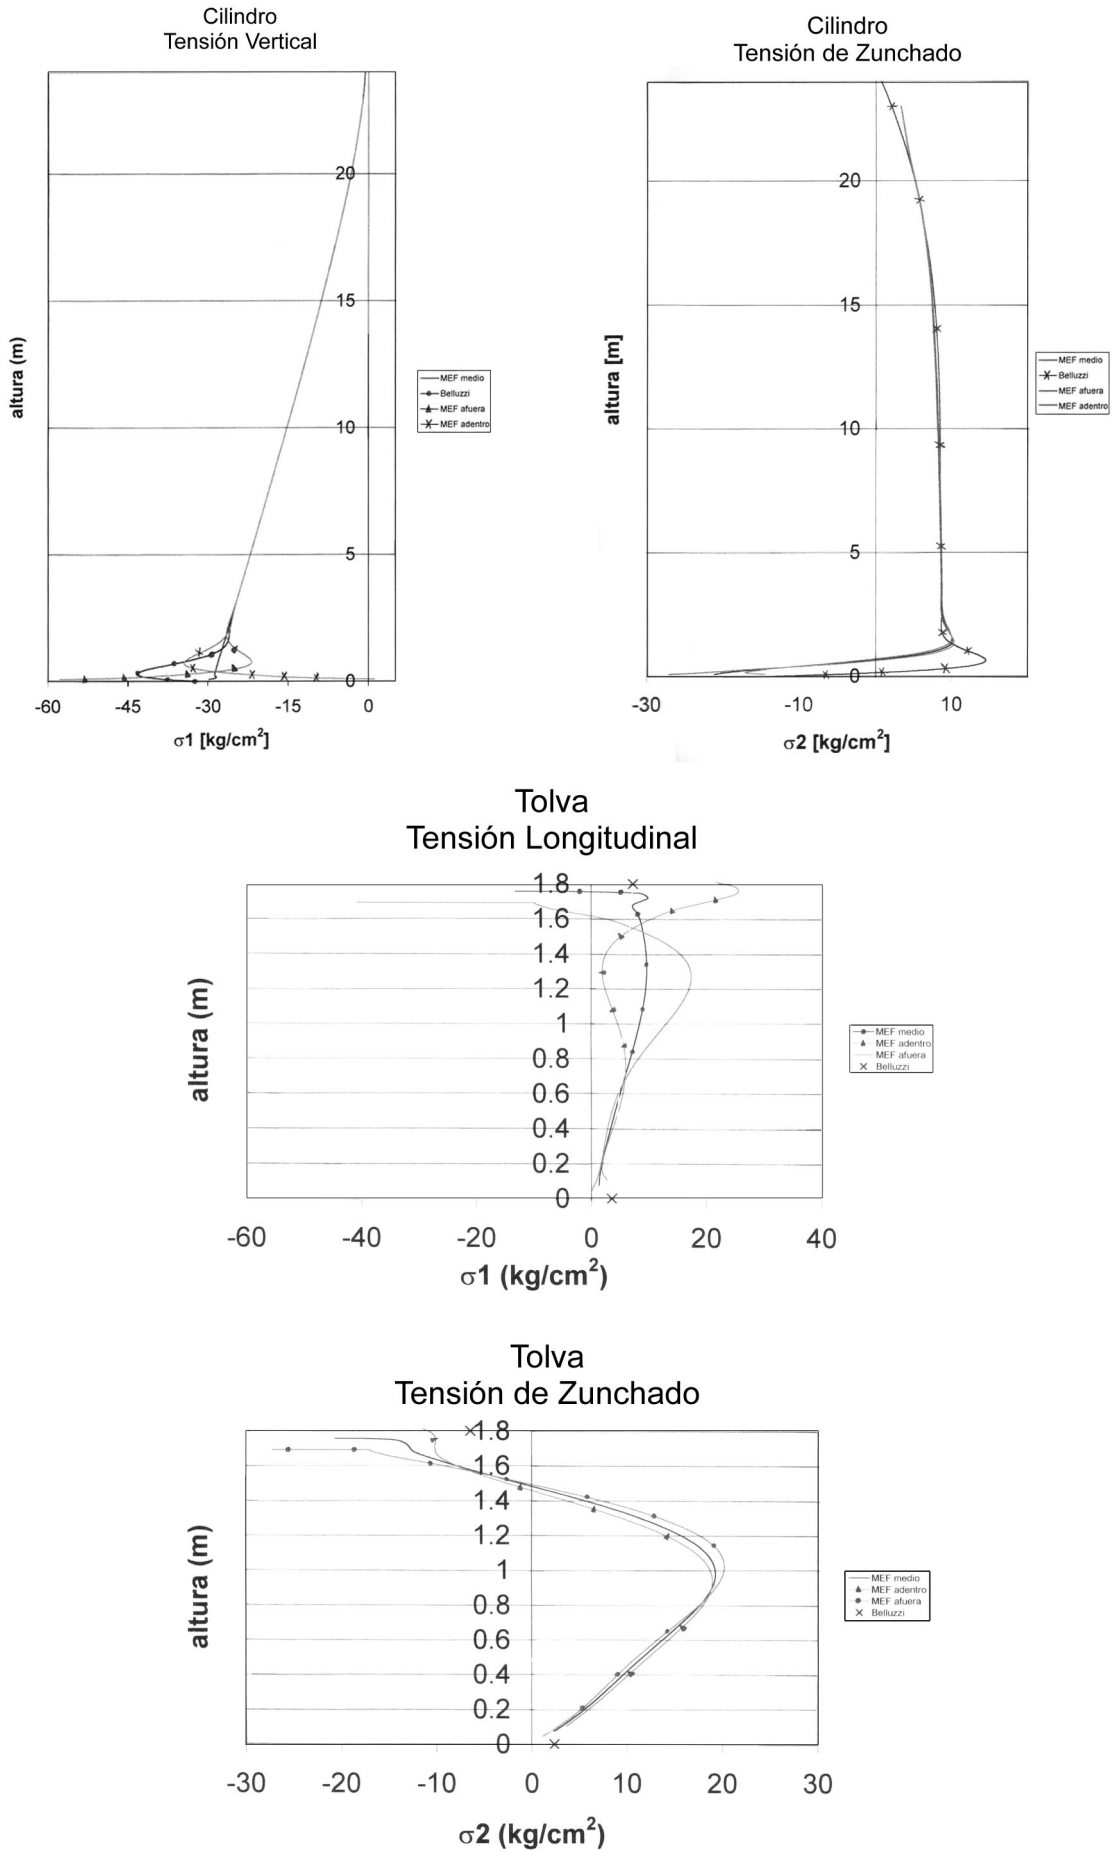 Cilindro
Tensión Vertical
20
15
10
5
0
-60 -45 -30 -15 0
altura (m)
σ1 [kg/cm²]
MEF medio
Belluzzi
MEF afuera
MEF adentro
Cilindro
Tensión de Zunchado
20
15
10
5
0
-30 -10 10
altura [m]
σ2 [kg/cm²]
MEF medio
Belluzzi
MEF afuera
MEF adentro
Tolva
Tensión Longitudinal
1.8
1.6
1.4
1.2
1
0.8
0.6
0.4
0.2
0
-60 -40 -20 0 20 40
altura (m)
σ1 (kg/cm²)
MEF medio
MEF adentro
MEF afuera
Belluzzi
Tolva
Tensión de Zunchado
1.8
1.6
1.4
1.2
1
0.8
0.6
0.4
0.2
0
-30 -20 -10 0 10 20 30
altura (m)
σ2 (kg/cm²)
MEF medio
MEF adentro
MEF afuera
Belluzzi